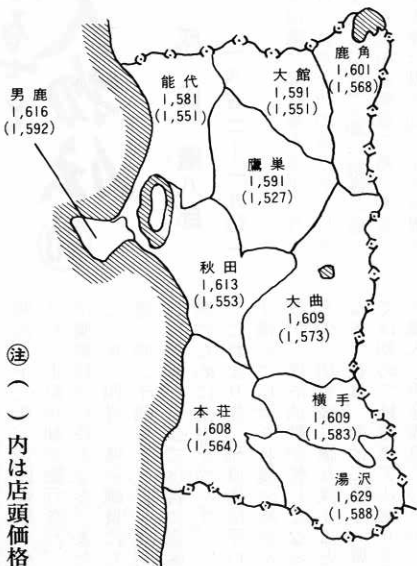 鹿角
1,601
(1,568)
大館
1,591
(1,551)
能代
1,581
(1,551)
男鹿
1,616
(1,592)
鷹巣
1,591
(1,527)
秋田
1,613
(1,553)
大曲
1,609
(1,573)
本荘
1,608
(1,564)
横手
1,609
(1,583)
湯沢
1,629
(1,588)
㊟( )内は店頭価格